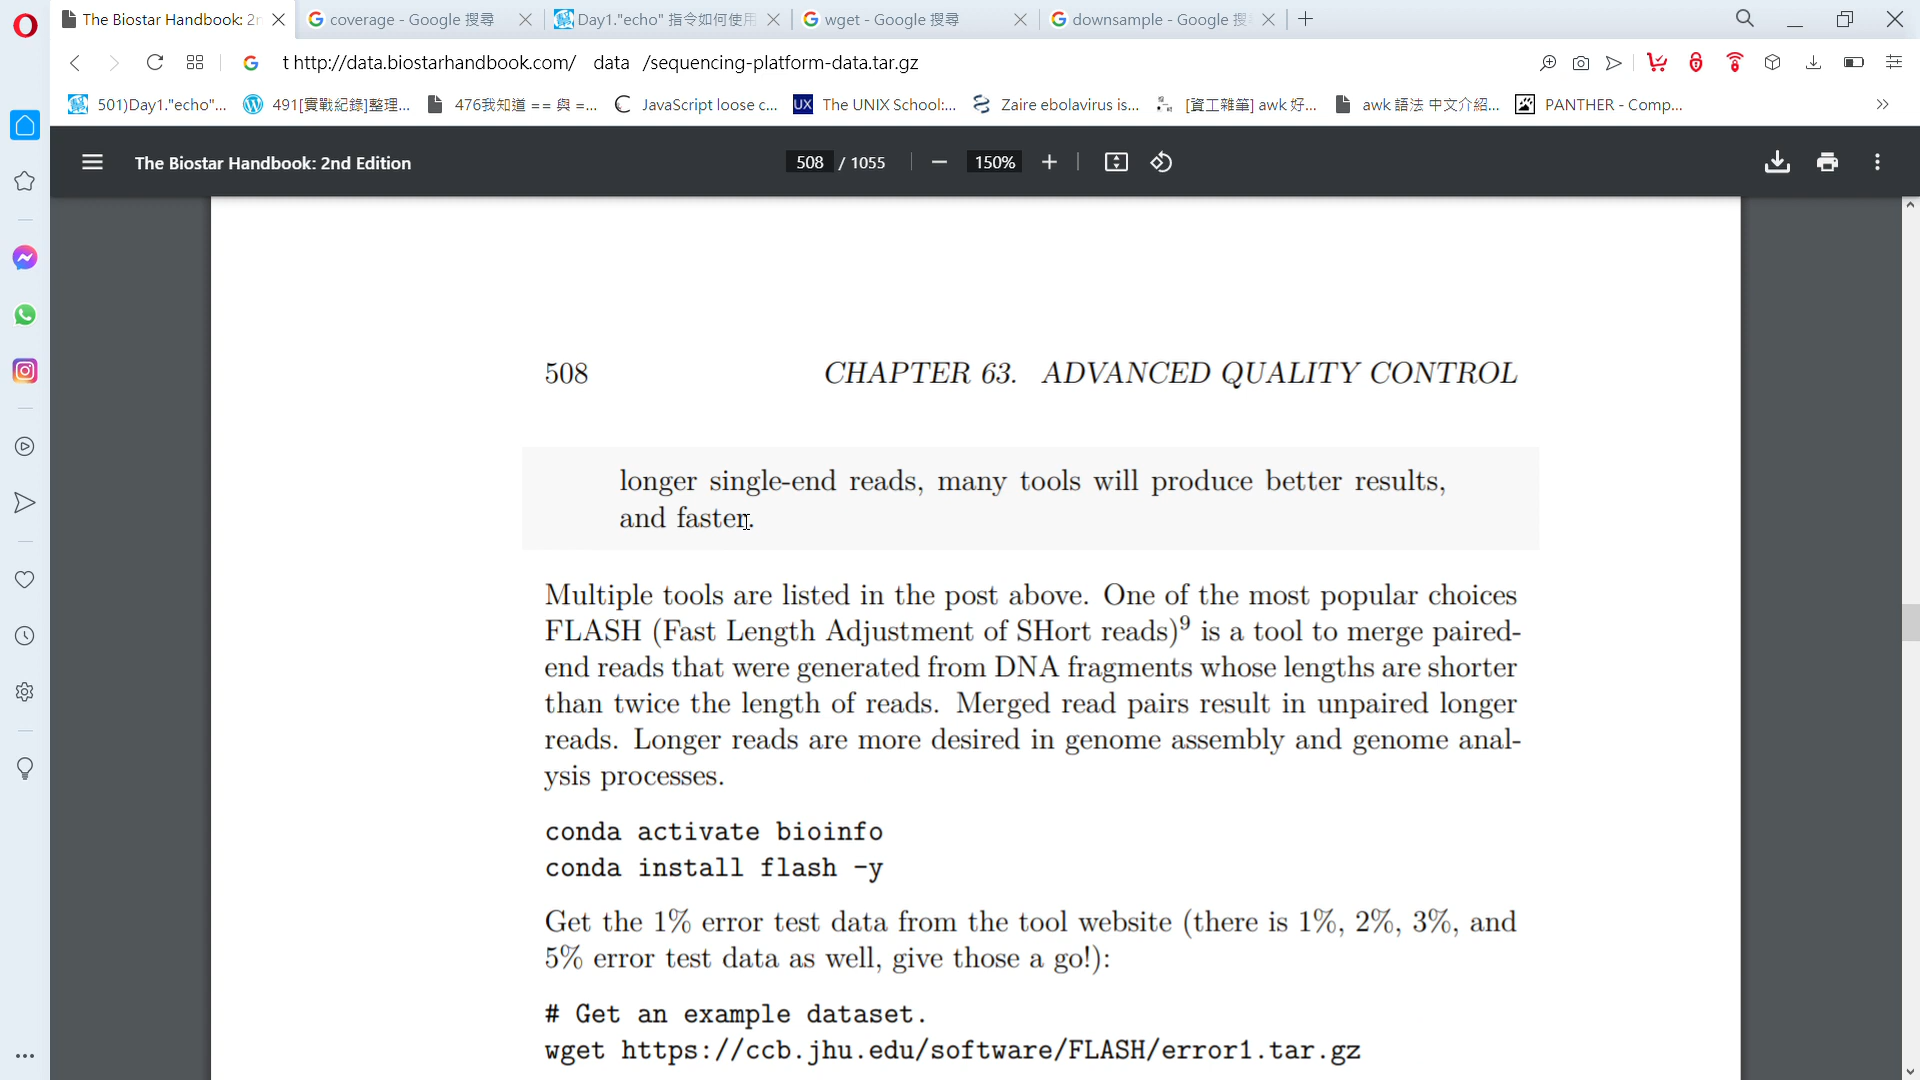 The Biostar Handbook: 2n
coverage - Google 搜尋
Day1."echo" 指令如何使用
wget - Google 搜尋
downsample - Google 搜
t http://data.biostarhandbook.com/ data /sequencing-platform-data.tar.gz
501)Day1."echo"...
491[實戰紀錄]整理...
476我知道 == 與 =...
JavaScript loose c...
UX The UNIX School:...
Zaire ebolavirus is...
[資工雜筆] awk 好...
awk 語法 中文介紹...
PANTHER - Comp...
The Biostar Handbook: 2nd Edition
508 / 1055
150%
508 CHAPTER 63. ADVANCED QUALITY CONTROL
longer single-end reads, many tools will produce better results,
and faster.
Multiple tools are listed in the post above. One of the most popular choices
FLASH (Fast Length Adjustment of SHort reads)⁹ is a tool to merge paired-
end reads that were generated from DNA fragments whose lengths are shorter
than twice the length of reads. Merged read pairs result in unpaired longer
reads. Longer reads are more desired in genome assembly and genome anal-
ysis processes.
conda activate bioinfo
conda install flash -y
Get the 1% error test data from the tool website (there is 1%, 2%, 3%, and
5% error test data as well, give those a go!):
# Get an example dataset.
wget https://ccb.jhu.edu/software/FLASH/error1.tar.gz